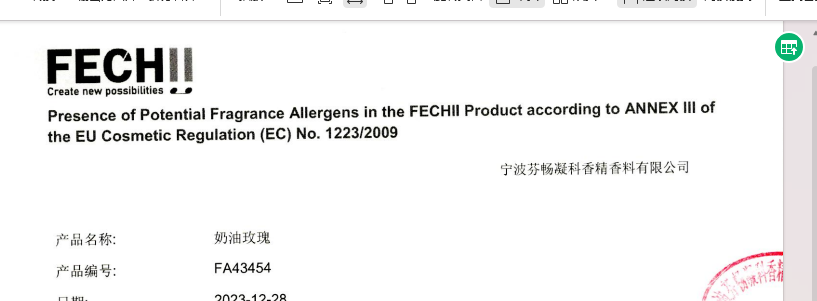 FECHII
Create new possibilities
Presence of Potential Fragrance Allergens in the FECHII Product according to ANNEX III of
the EU Cosmetic Regulation (EC) No. 1223/2009
宁波芬畅凝科香精香料有限公司
产品名称: 奶油玫瑰
产品编号: FA43454
日期: 2023-12-28